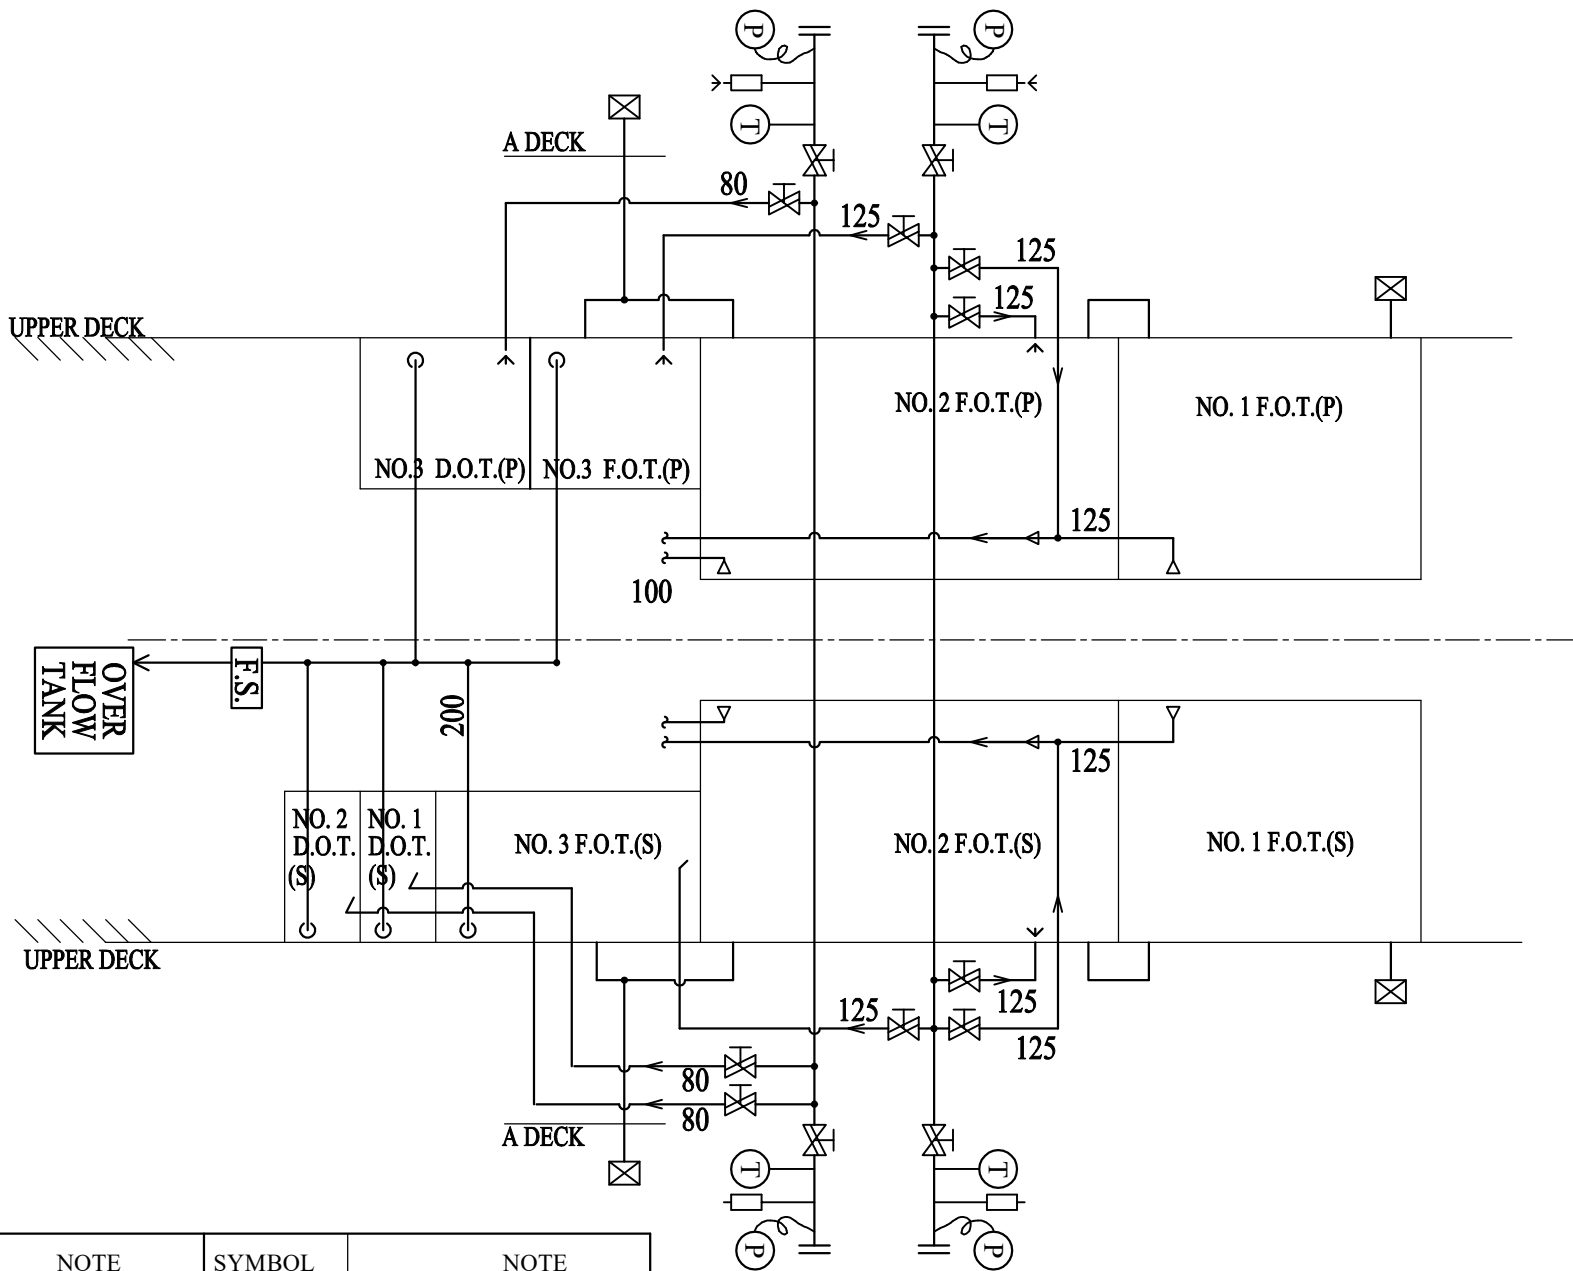 P
P
T
T
A DECK
80
125
125
125
UPPER DECK
NO. 2 F.O.T.(P)
NO. 1 F.O.T.(P)
NO.3 D.O.T.(P)
NO.3 F.O.T.(P)
125
100
OVER
FLOW
TANK
F.S.
200
125
NO. 2
D.O.T.
(S)
NO. 1
D.O.T.
(S)
NO. 3 F.O.T.(S)
NO. 2 F.O.T.(S)
NO. 1 F.O.T.(S)
UPPER DECK
125
125
125
80
80
A DECK
T
T
P
P
NOTE
SYMBOL
NOTE